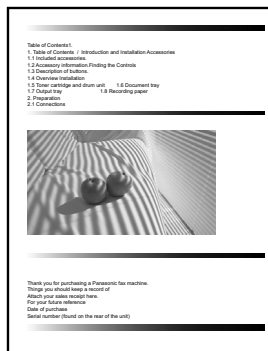 Table of Contents1.
1. Table of Contents / Introduction and Installation Accessories
1.1 Included accessories.
1.2 Accessory information.Finding the Controls
1.3 Description of buttons.
1.4 Overview Installation
1.5 Toner cartridge and drum unit 1.6 Document tray
1.7 Output tray 1.8 Recording paper
2. Preparation
2.1 Connections
Thank you for purchasing a Panasonic fax machine.
Things you should keep a record of
Attach your sales receipt here.
For your future reference
Date of purchase
Serial number (found on the rear of the unit)